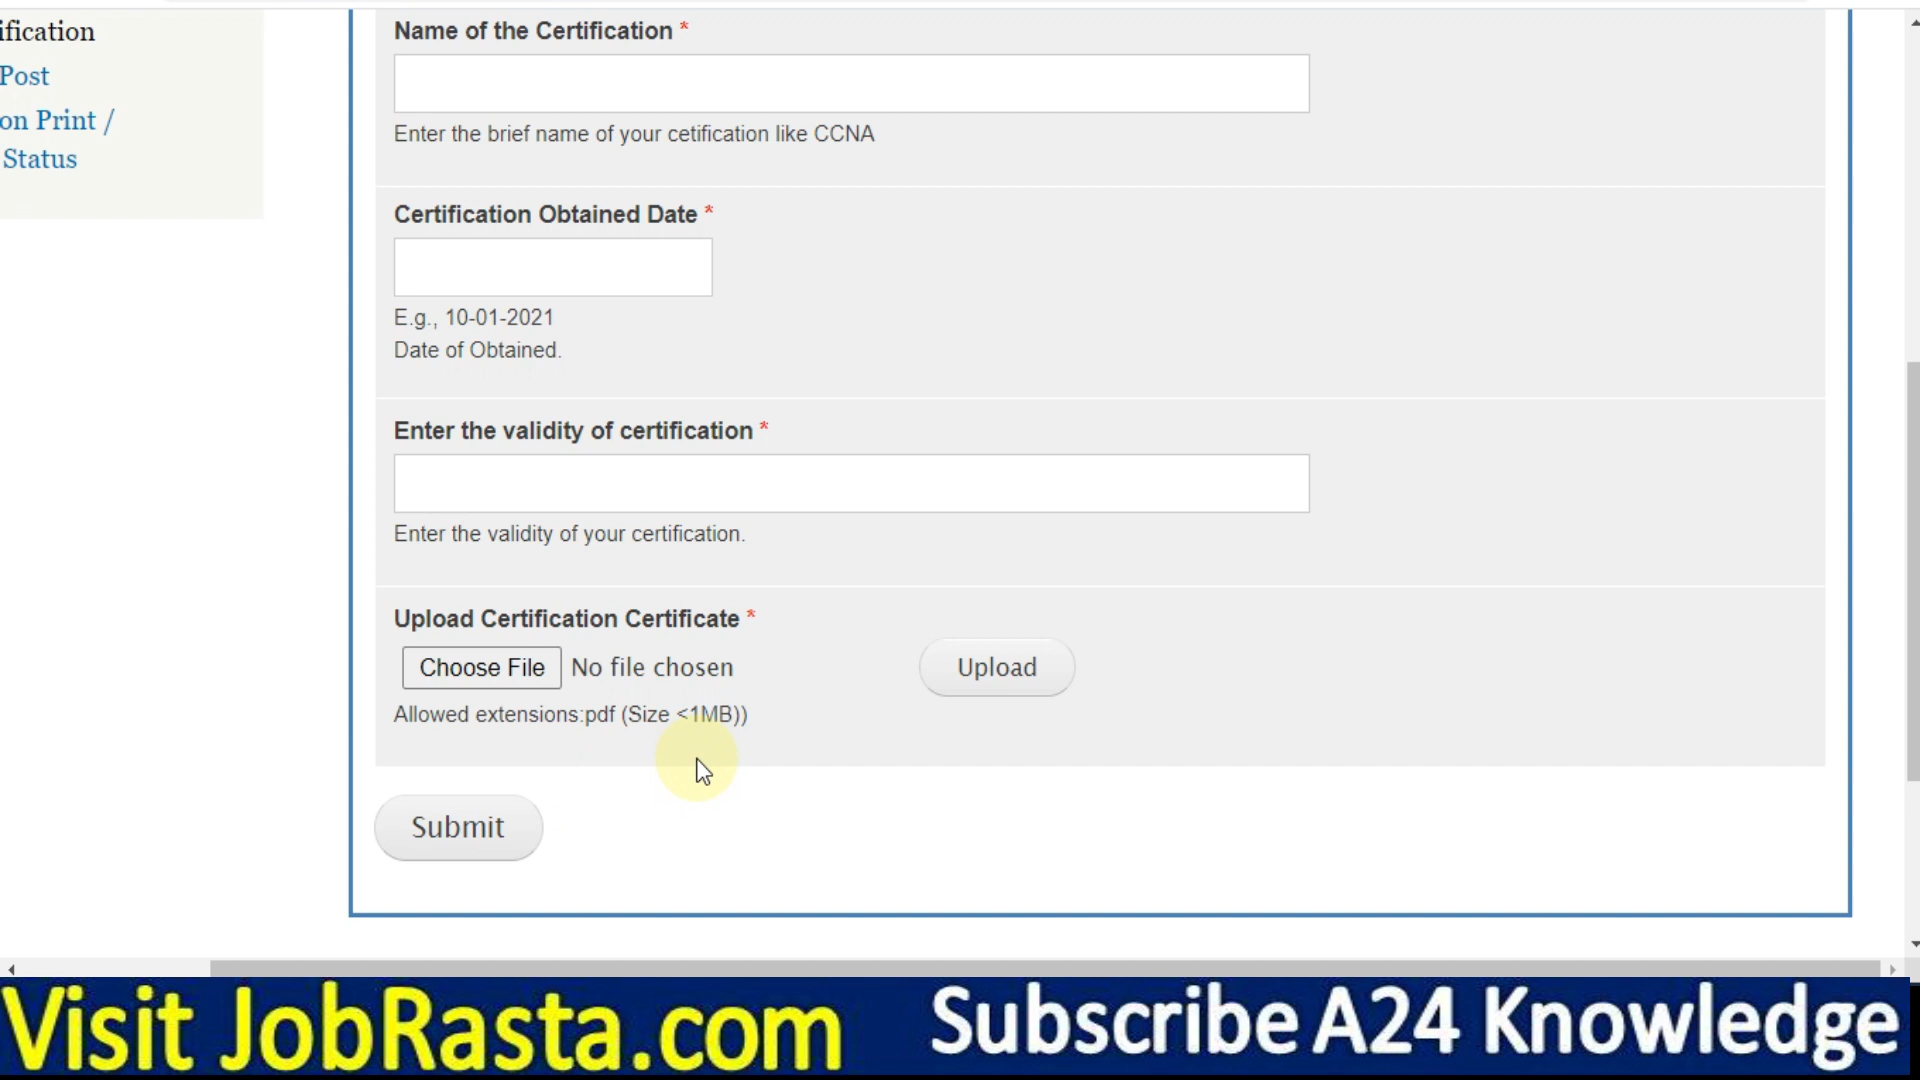 ification
Post
on Print /
Status
Name of the Certification *
Enter the brief name of your cetification like CCNA
Certification Obtained Date *
E.g., 10-01-2021
Date of Obtained.
Enter the validity of certification *
Enter the validity of your certification.
Upload Certification Certificate *
Choose File No file chosen Upload
Allowed extensions:pdf (Size <1MB))
Submit
Visit JobRasta.com Subscribe A24 Knowledge